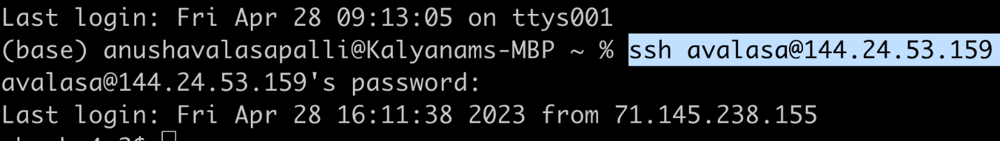 Last login: Fri Apr 28 09:13:05 on ttys001
(base) anushavalasapalli@Kalyanams-MBP ~ % ssh avalasa@144.24.53.159
avalasa@144.24.53.159's password:
Last login: Fri Apr 28 16:11:38 2023 from 71.145.238.155